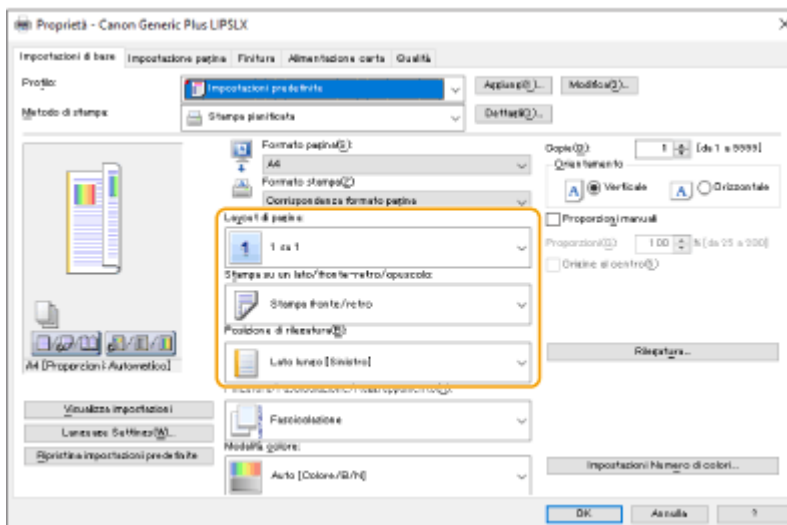 Proprietà - Canon Generic Plus LIPSLX
Impostazioni di base Impostazione pagina Finitura Alimentazione carta Qualità
Profilo: Impostazioni predefinite Aggiungi(1)... Modifica(2)...
Metodo di stampa: Stampa pianificata Dettagli(3)...
Formato pagina(G):
A4
Formato stampa(Z)
Corrispondenza formato pagina
Copie(Q): 1 [da 1 a 9999]
Orientamento
A Verticale A Orizzontale
Layout di pagina:
1 1 su 1
Proporzioni manuali
Proporzioni(G): 100 % [da 25 a 200]
Origine al centro(5)
Stampa su un lato/fronte-retro/opuscolo:
Stampa fronte/retro
Posizione di rilegatura(B):
Lato lungo [Sinistro]
Rilegatura...
A4 [Proporzioni: Automatico]
Visualizza impostazioni
Language Settings(W)...
Ripristina impostazioni predefinite
Fascicolazione
Modalità colore:
Auto [Colore/B/N]
Impostazioni Numero di colori...
OK Annulla ?